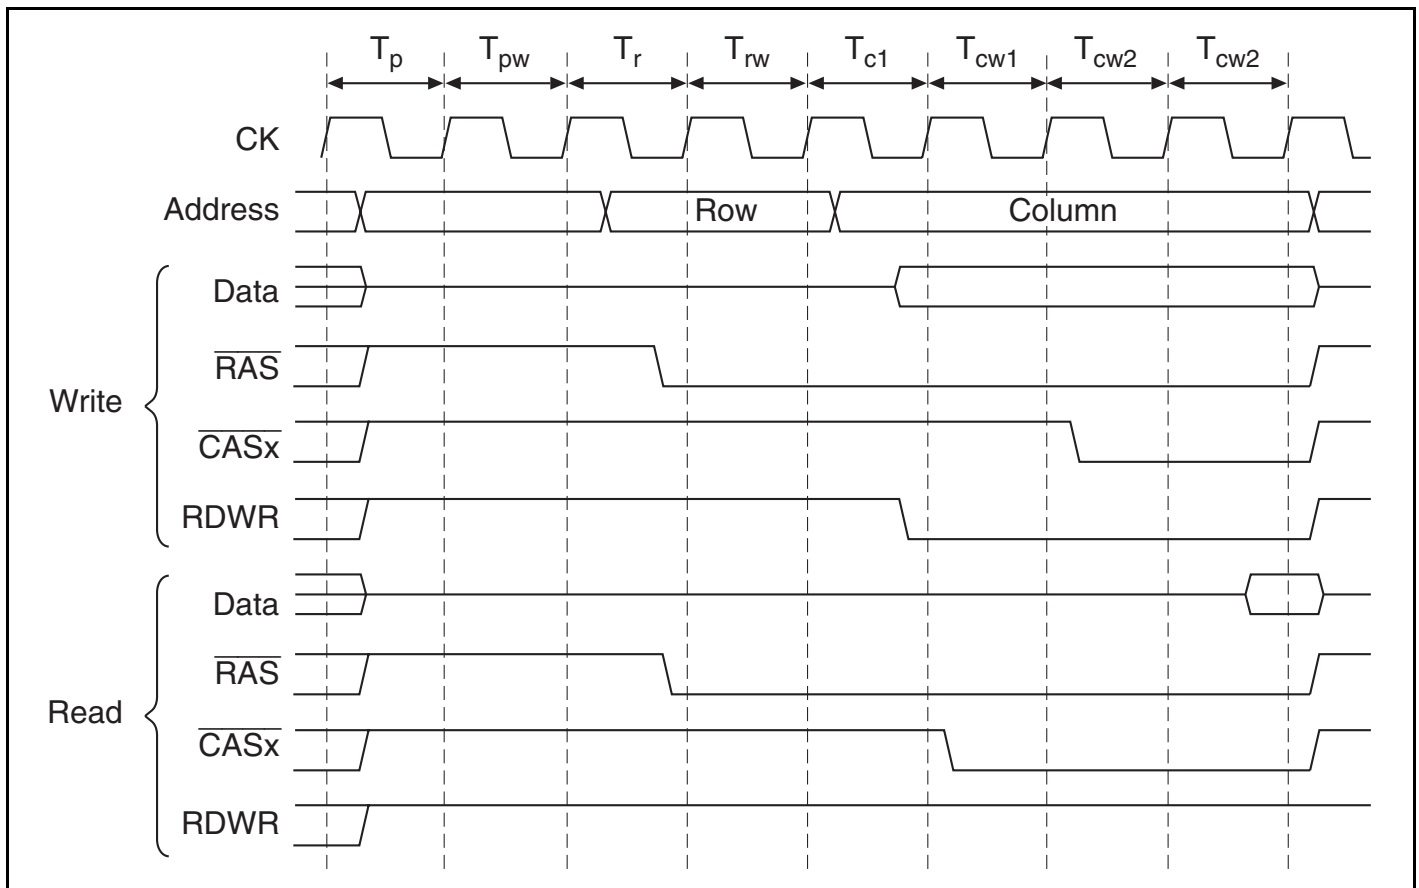 Tp Tpw Tr Trw Tc1 Tcw1 Tcw2 Tcw2
CK
Address Row Column
Write
Data
RAS
CASx
RDWR
Read
Data
RAS
CASx
RDWR